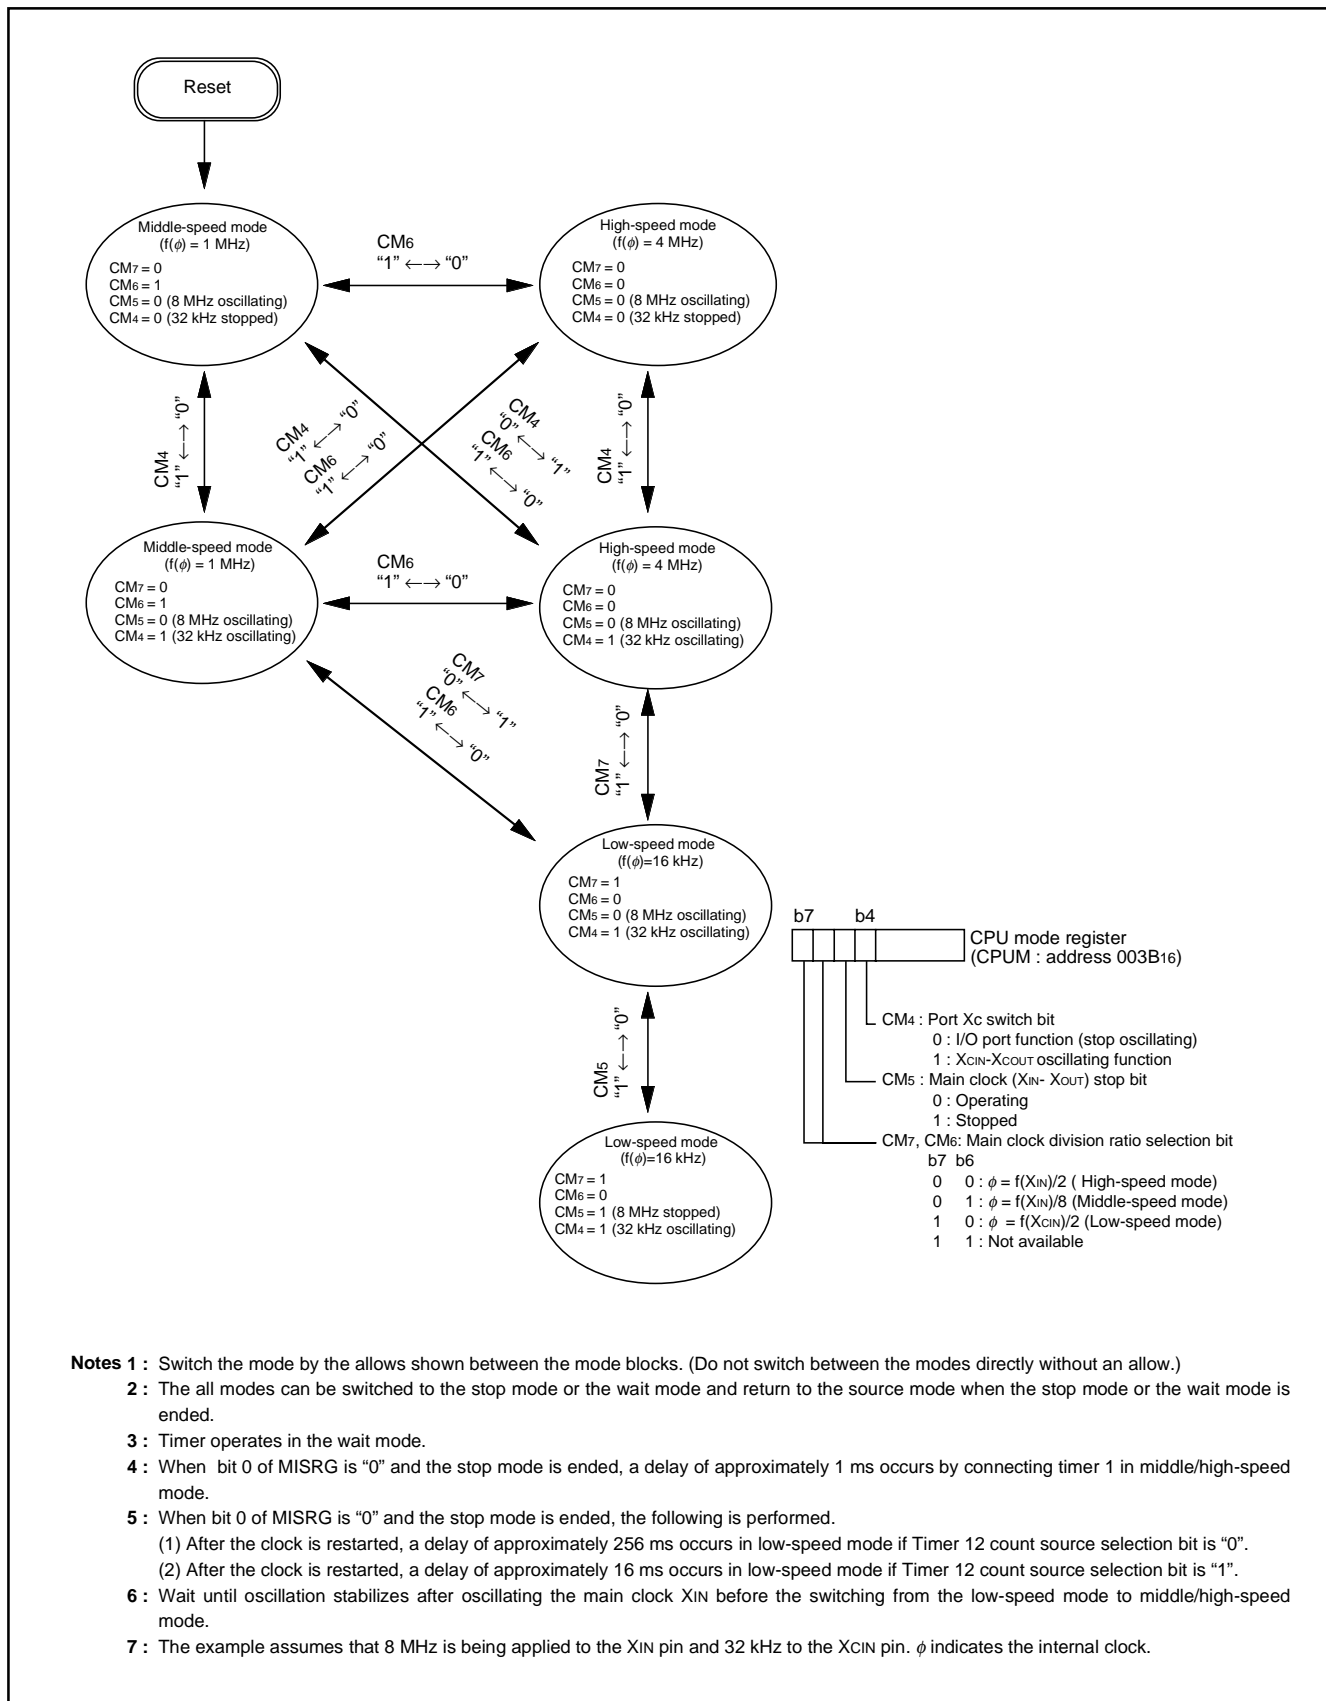 Reset
Middle-speed mode
(f(ϕ) = 1 MHz)
CM7 = 0
CM6 = 1
CM5 = 0 (8 MHz oscillating)
CM4 = 0 (32 kHz stopped)
CM6
“1” ←→ “0”
High-speed mode
(f(ϕ) = 4 MHz)
CM7 = 0
CM6 = 0
CM5 = 0 (8 MHz oscillating)
CM4 = 0 (32 kHz stopped)
CM4
“1” ←→ “0”
CM4
“1” ←→ “0”
CM6
“1” ←→ “0”
CM4
“0” ←→ “1”
CM6
“1” ←→ “0”
CM4
“1” ←→ “0”
Middle-speed mode
(f(ϕ) = 1 MHz)
CM7 = 0
CM6 = 1
CM5 = 0 (8 MHz oscillating)
CM4 = 1 (32 kHz oscillating)
CM6
“1” ←→ “0”
High-speed mode
(f(ϕ) = 4 MHz)
CM7 = 0
CM6 = 0
CM5 = 0 (8 MHz oscillating)
CM4 = 1 (32 kHz oscillating)
CM7
“0” ←→ “1”
CM6
“1” ←→ “0”
CM7
“1” ←→ “0”
Low-speed mode
(f(ϕ)=16 kHz)
CM7 = 1
CM6 = 0
CM5 = 0 (8 MHz oscillating)
CM4 = 1 (32 kHz oscillating)
CM5
“1” ←→ “0”
Low-speed mode
(f(ϕ)=16 kHz)
CM7 = 1
CM6 = 0
CM5 = 1 (8 MHz stopped)
CM4 = 1 (32 kHz oscillating)
b7 b4
CPU mode register
(CPUM : address 003B16)
CM4 : Port Xc switch bit
0 : I/O port function (stop oscillating)
1 : XCIN-XCOUT oscillating function
CM5 : Main clock (XIN- XOUT) stop bit
0 : Operating
1 : Stopped
CM7, CM6: Main clock division ratio selection bit
b7 b6
0 0 : ϕ = f(XIN)/2 ( High-speed mode)
0 1 : ϕ = f(XIN)/8 (Middle-speed mode)
1 0 : ϕ = f(XCIN)/2 (Low-speed mode)
1 1 : Not available
Notes 1 : Switch the mode by the allows shown between the mode blocks. (Do not switch between the modes directly without an allow.)
2 : The all modes can be switched to the stop mode or the wait mode and return to the source mode when the stop mode or the wait mode is
ended.
3 : Timer operates in the wait mode.
4 : When bit 0 of MISRG is “0” and the stop mode is ended, a delay of approximately 1 ms occurs by connecting timer 1 in middle/high-speed
mode.
5 : When bit 0 of MISRG is “0” and the stop mode is ended, the following is performed.
(1) After the clock is restarted, a delay of approximately 256 ms occurs in low-speed mode if Timer 12 count source selection bit is “0”.
(2) After the clock is restarted, a delay of approximately 16 ms occurs in low-speed mode if Timer 12 count source selection bit is “1”.
6 : Wait until oscillation stabilizes after oscillating the main clock XIN before the switching from the low-speed mode to middle/high-speed
mode.
7 : The example assumes that 8 MHz is being applied to the XIN pin and 32 kHz to the XCIN pin. ϕ indicates the internal clock.